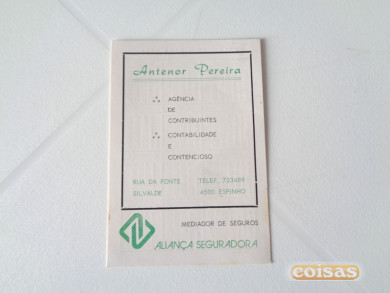 Antenor Pereira
∴ AGÊNCIA
DE
CONTRIBUINTES
∴ CONTABILIDADE
E
CONTENCIOSO
RUA DA FONTE TELEF. 723489
SILVALDE 4500 ESPINHO
MEDIADOR DE SEGUROS
ALIANÇA SEGURADORA
coisas